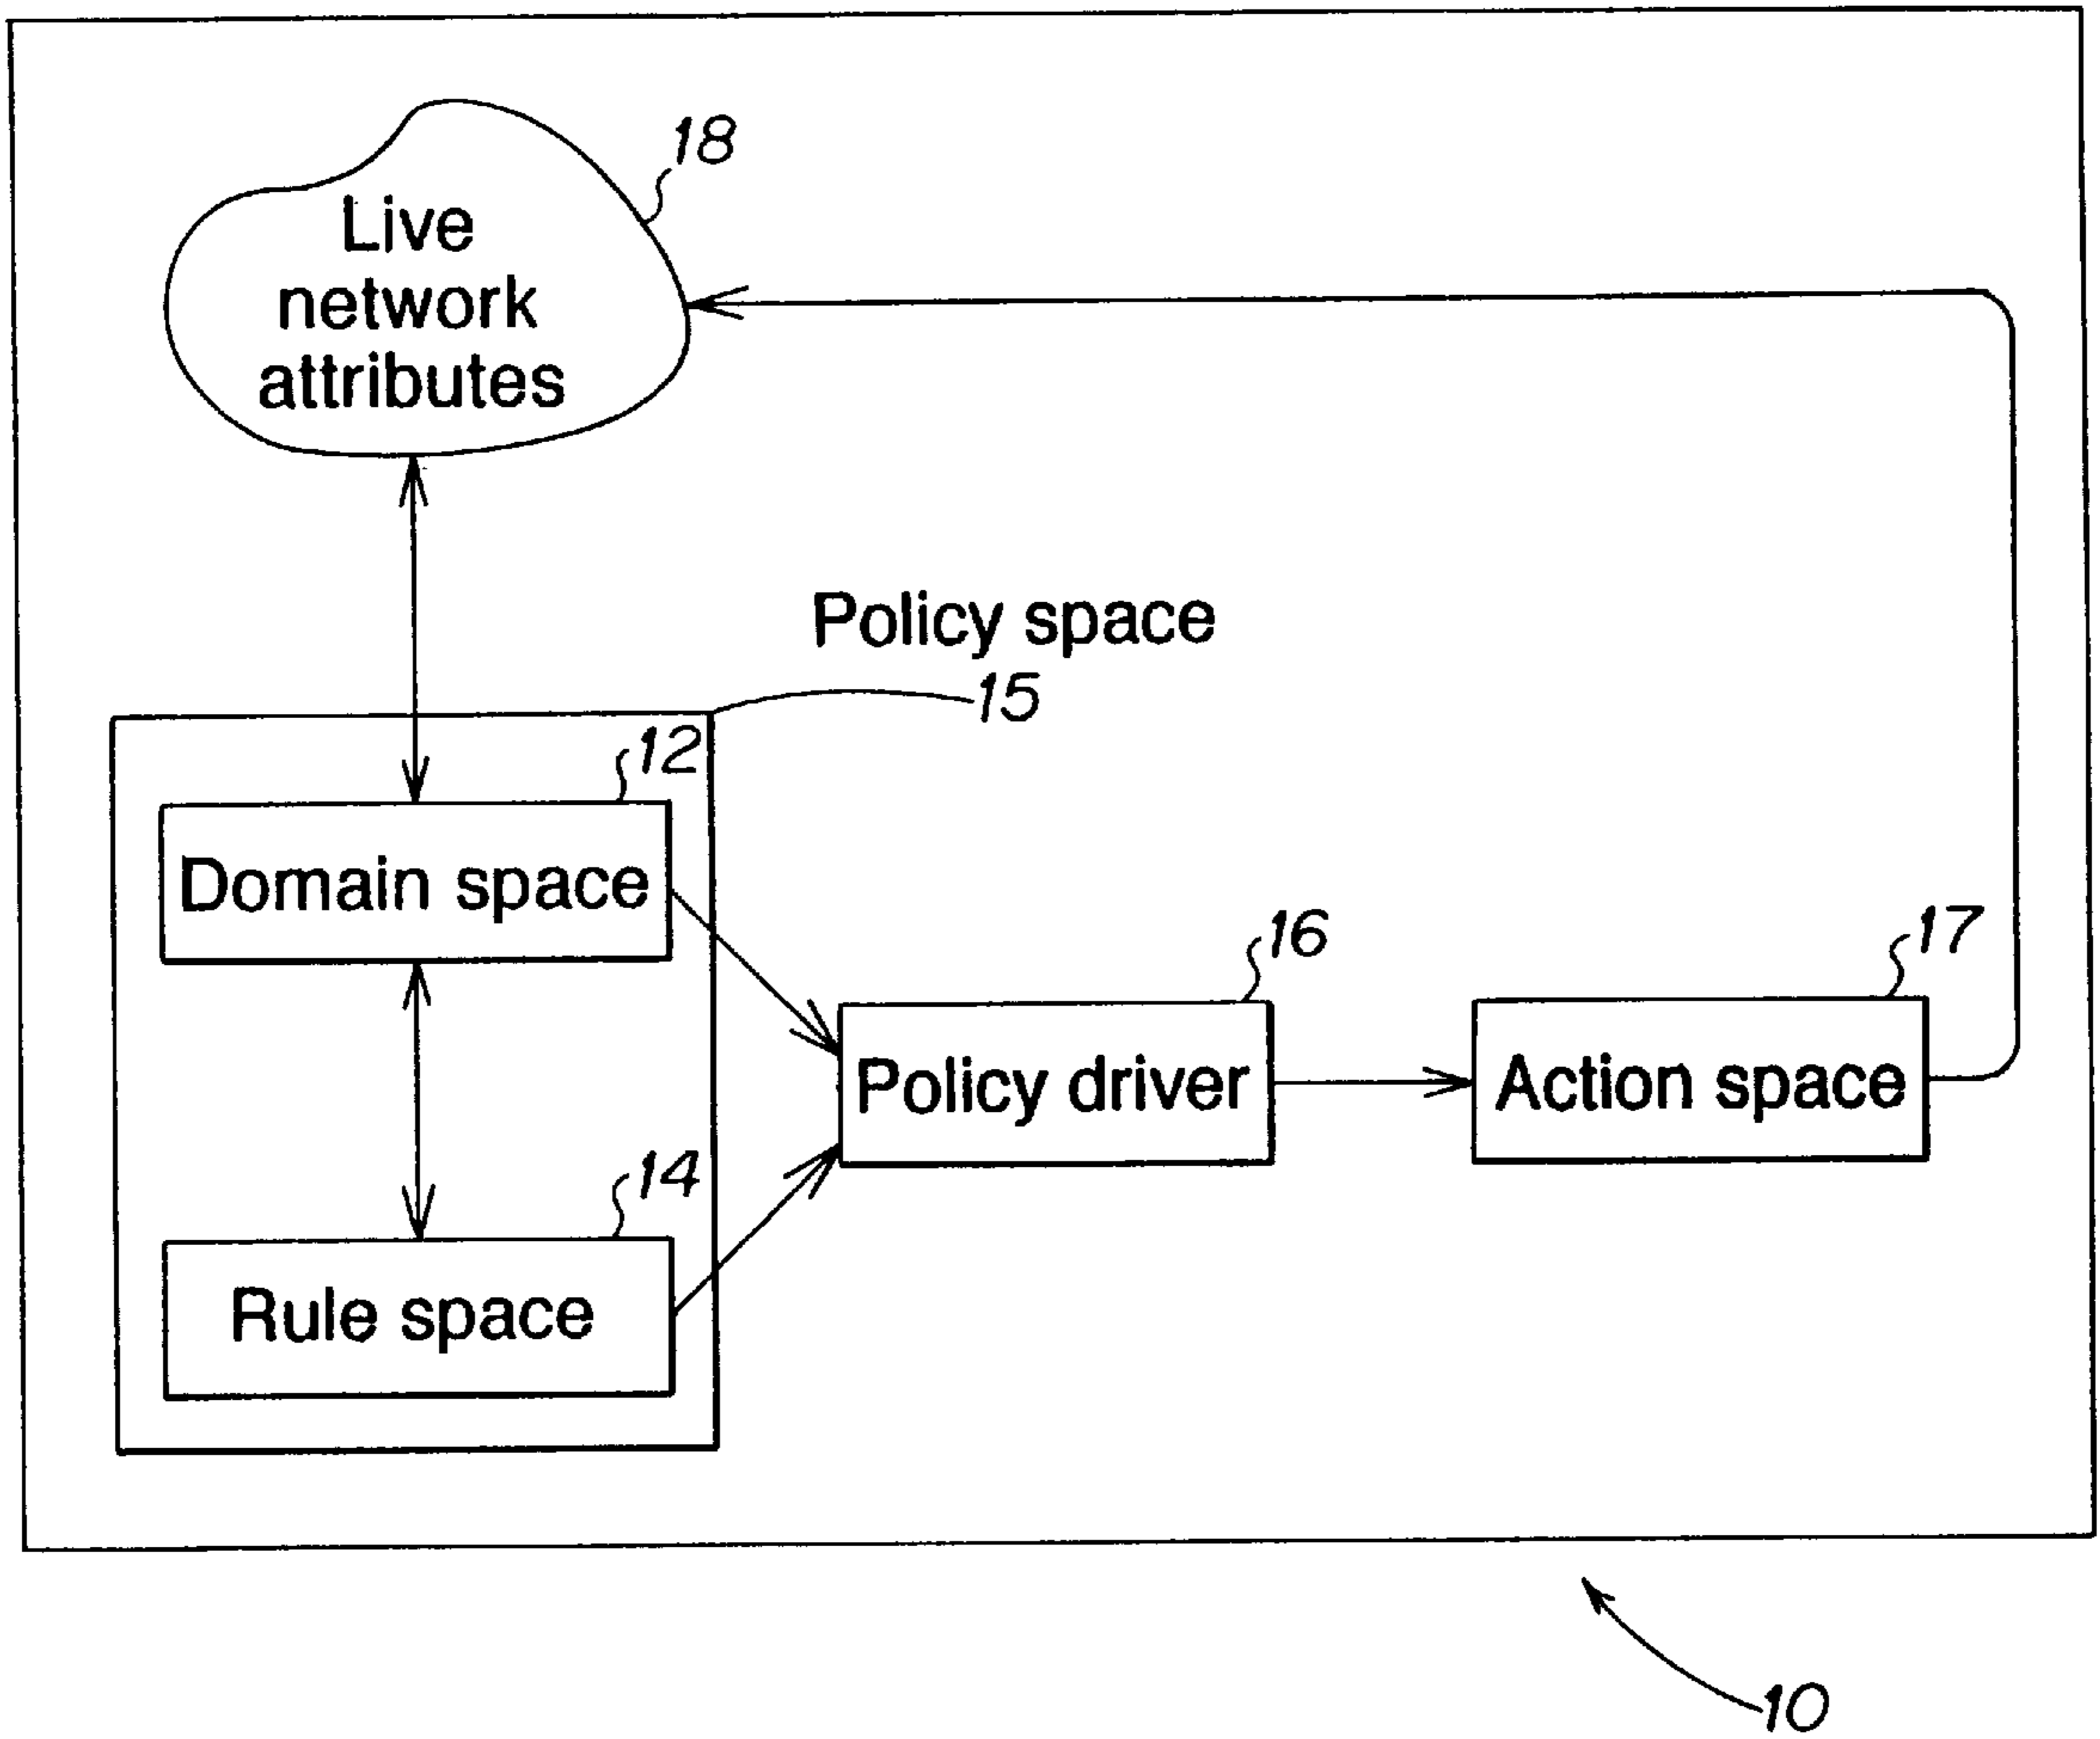 18
Live
network
attributes
Policy space
15
12
Domain space
16
17
Policy driver
Action space
14
Rule space
10